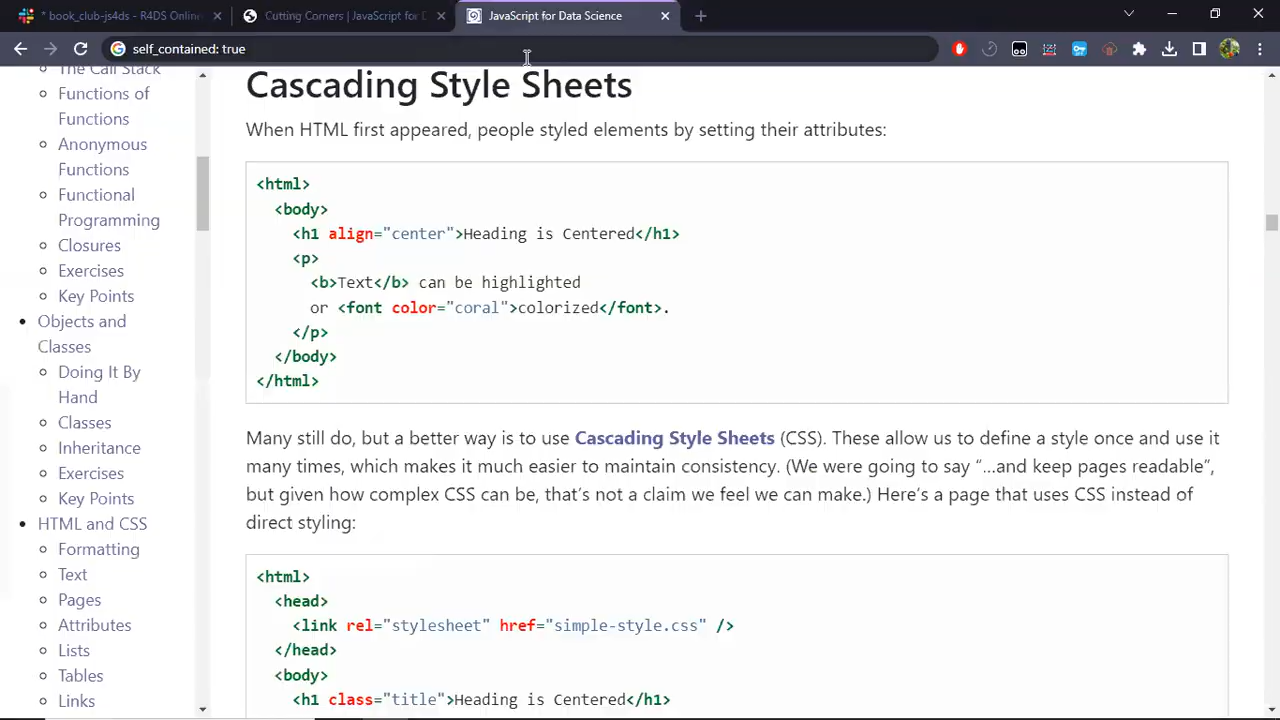 * book_club-js4ds - R4DS Onlin
Cutting Corners | JavaScript for D
JavaScript for Data Science
self_contained: true
The Call Stack
Functions of
Functions
Anonymous
Functions
Functional
Programming
Closures
Exercises
Key Points
Objects and
Classes
Doing It By
Hand
Classes
Inheritance
Exercises
Key Points
HTML and CSS
Formatting
Text
Pages
Attributes
Lists
Tables
Links
Cascading Style Sheets
When HTML first appeared, people styled elements by setting their attributes:
<html>
<body>
<h1 align="center">Heading is Centered</h1>
<p>
<b>Text</b> can be highlighted
or <font color="coral">colorized</font>.
</p>
</body>
</html>
Many still do, but a better way is to use Cascading Style Sheets (CSS). These allow us to define a style once and use it
many times, which makes it much easier to maintain consistency. (We were going to say “…and keep pages readable”,
but given how complex CSS can be, that’s not a claim we feel we can make.) Here’s a page that uses CSS instead of
direct styling:
<html>
<head>
<link rel="stylesheet" href="simple-style.css" />
</head>
<body>
<h1 class="title">Heading is Centered</h1>